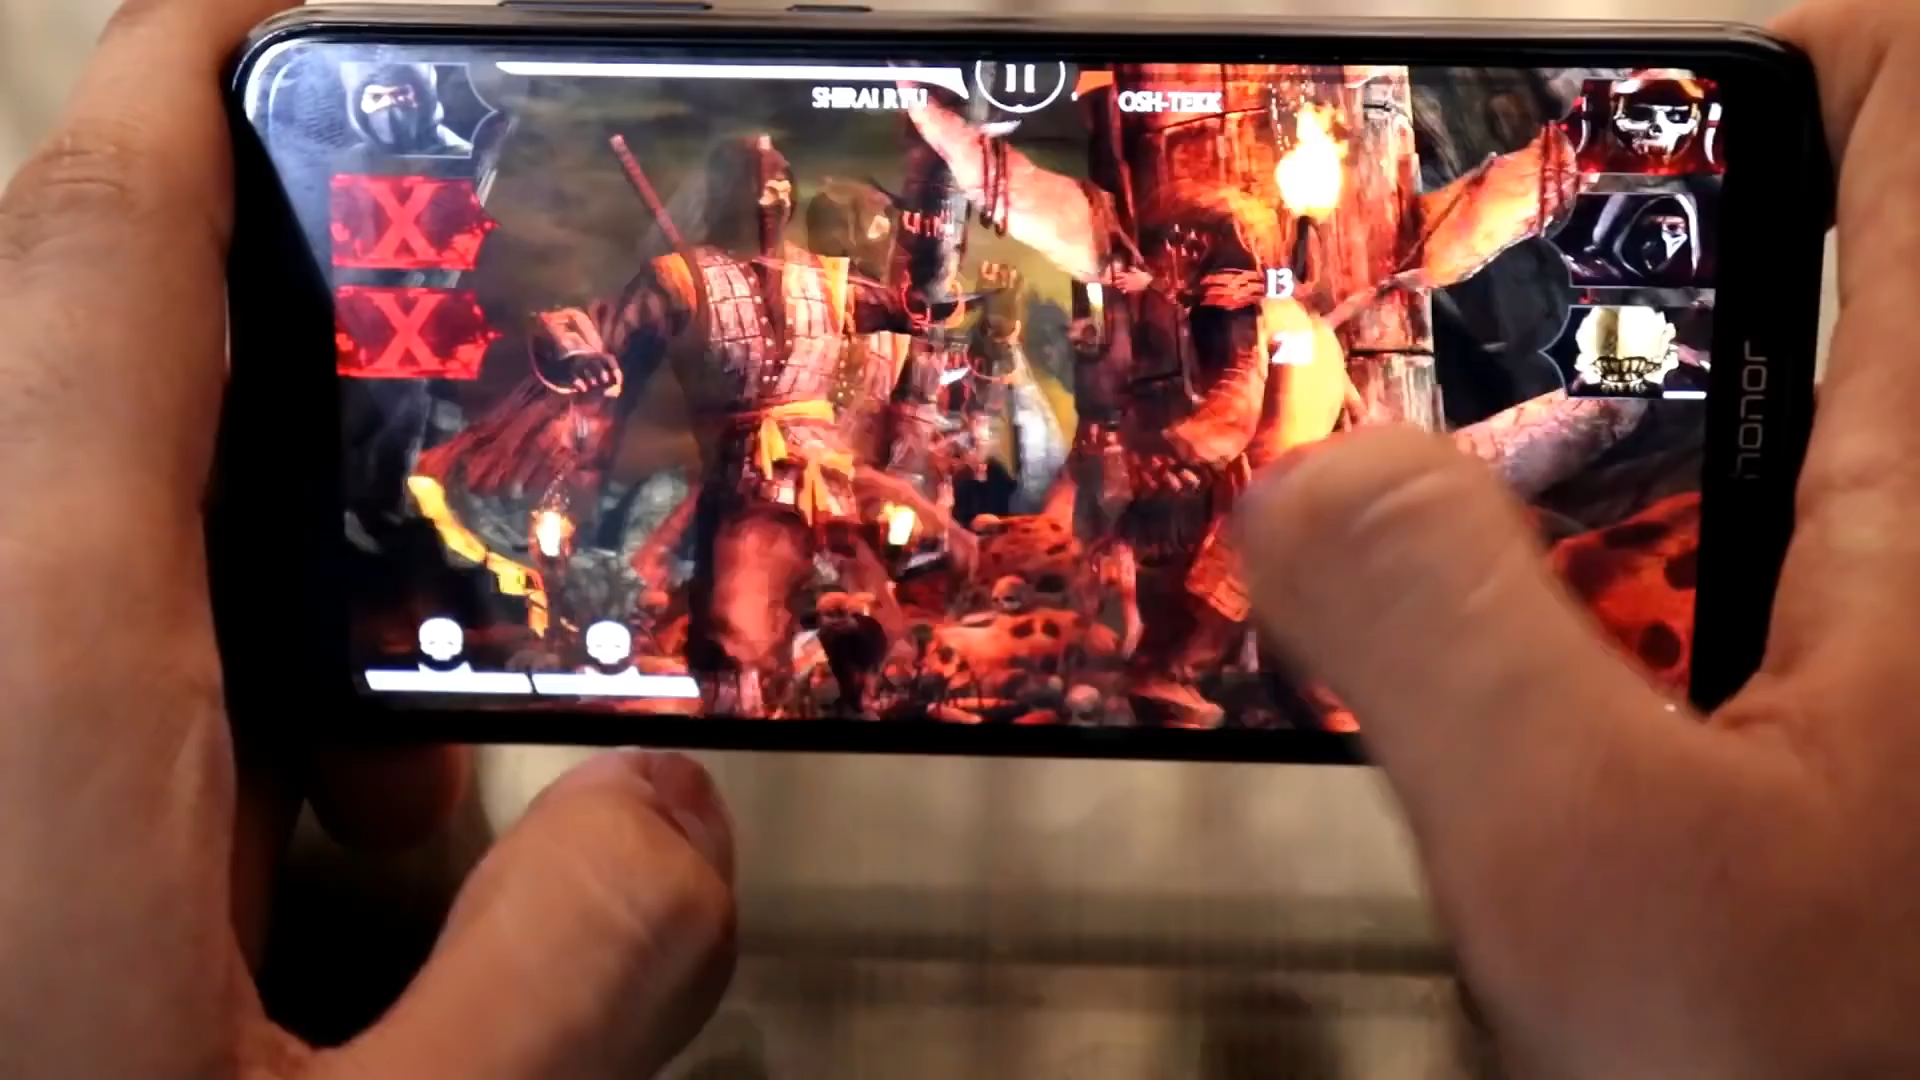 SHIRAI RYU
OSH-TEKK
X
X
13
honor